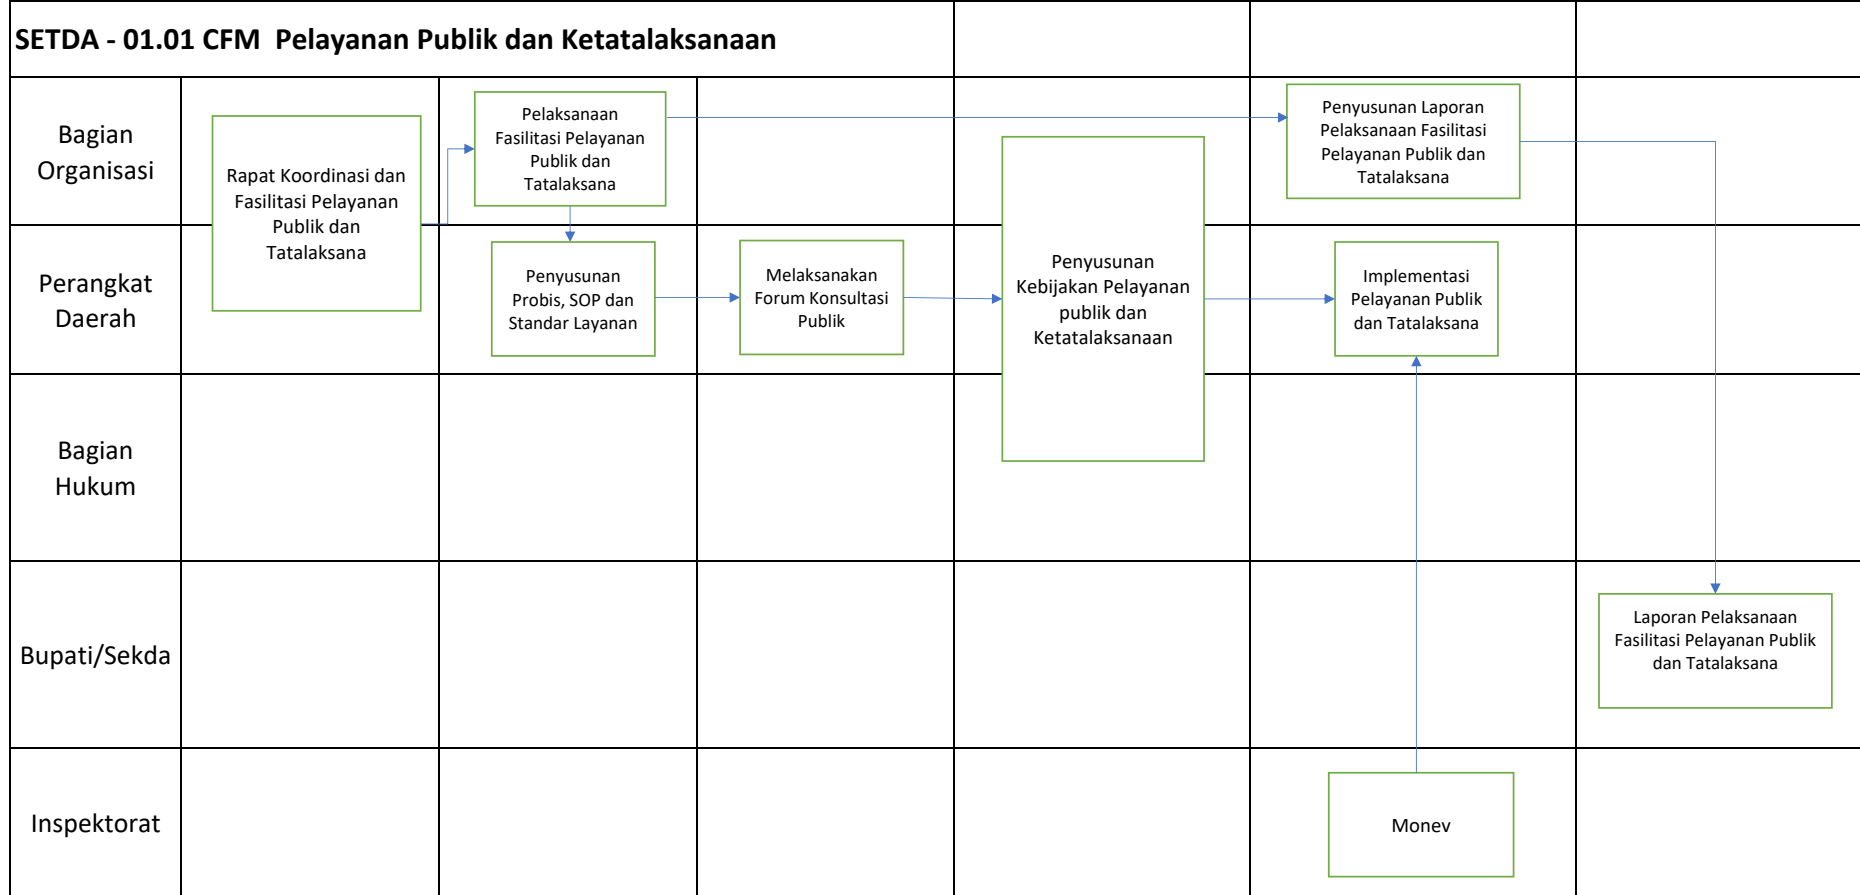 SETDA - 01.01 CFM  Pelayanan Publik dan Ketatalaksanaan
Bagian
Organisasi
Rapat Koordinasi dan
Fasilitasi Pelayanan
Publik dan
Tatalaksana
Pelaksanaan
Fasilitasi Pelayanan
Publik dan
Tatalaksana
Penyusunan Laporan
Pelaksanaan Fasilitasi
Pelayanan Publik dan
Tatalaksana
Perangkat
Daerah
Penyusunan
Probis, SOP dan
Standar Layanan
Melaksanakan
Forum Konsultasi
Publik
Penyusunan
Kebijakan Pelayanan
publik dan
Ketatalaksanaan
Implementasi
Pelayanan Publik
dan Tatalaksana
Bagian
Hukum
Bupati/Sekda
Laporan Pelaksanaan
Fasilitasi Pelayanan Publik
dan Tatalaksana
Inspektorat
Monev